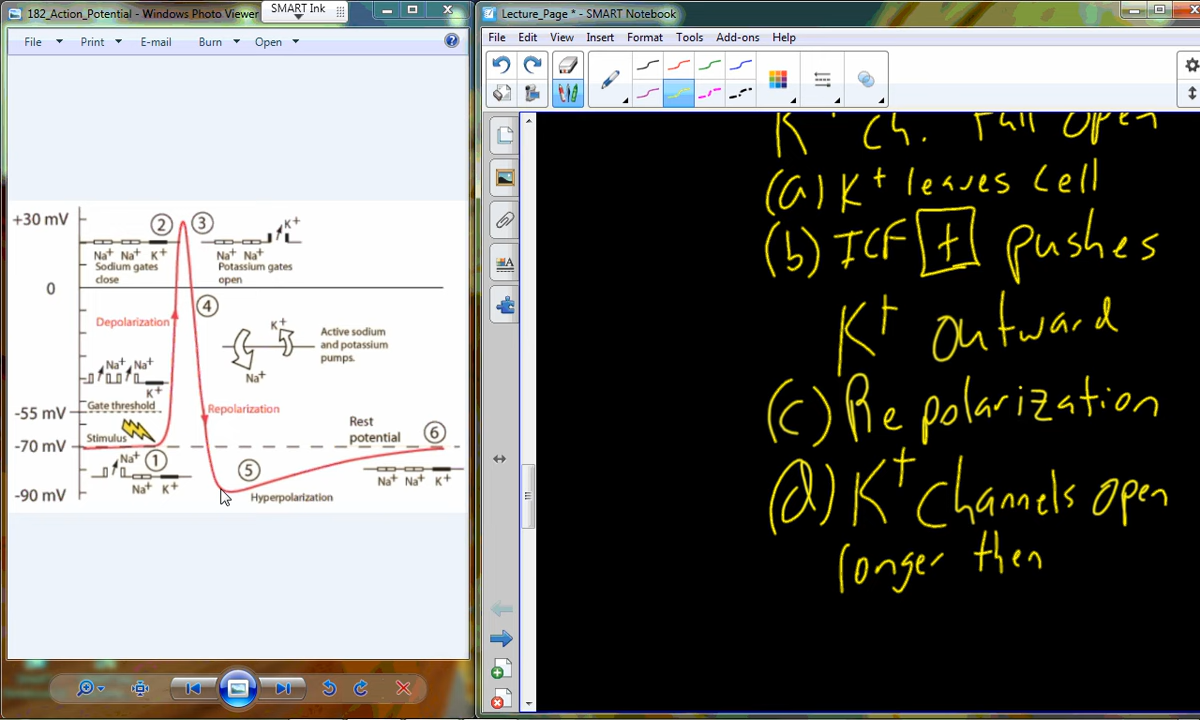 182_Action_Potential - Windows Photo Viewer
SMART Ink
File Print E-mail Burn Open
+30 mV
0
-55 mV
-70 mV
-90 mV
2
3
K+
Na+ Na+ K+
Sodium gates
close
Na+ Na+
Potassium gates
open
4
Depolarization
K+
Na+
Active sodium
and potassium
pumps.
Na+ Na+
K+
Gate threshold
Repolarization
Stimulus
1
Na+
Na+ K+
Rest
potential
6
5
Hyperpolarization
Na+ Na+ K+
Lecture_Page * - SMART Notebook
File Edit View Insert Format Tools Add-ons Help
K+ Ch. Full Open
(a) K+ leaves cell
(b) ICF + pushes
K+ outward
(c) Repolarization
(d) K+ Channels open
longer then